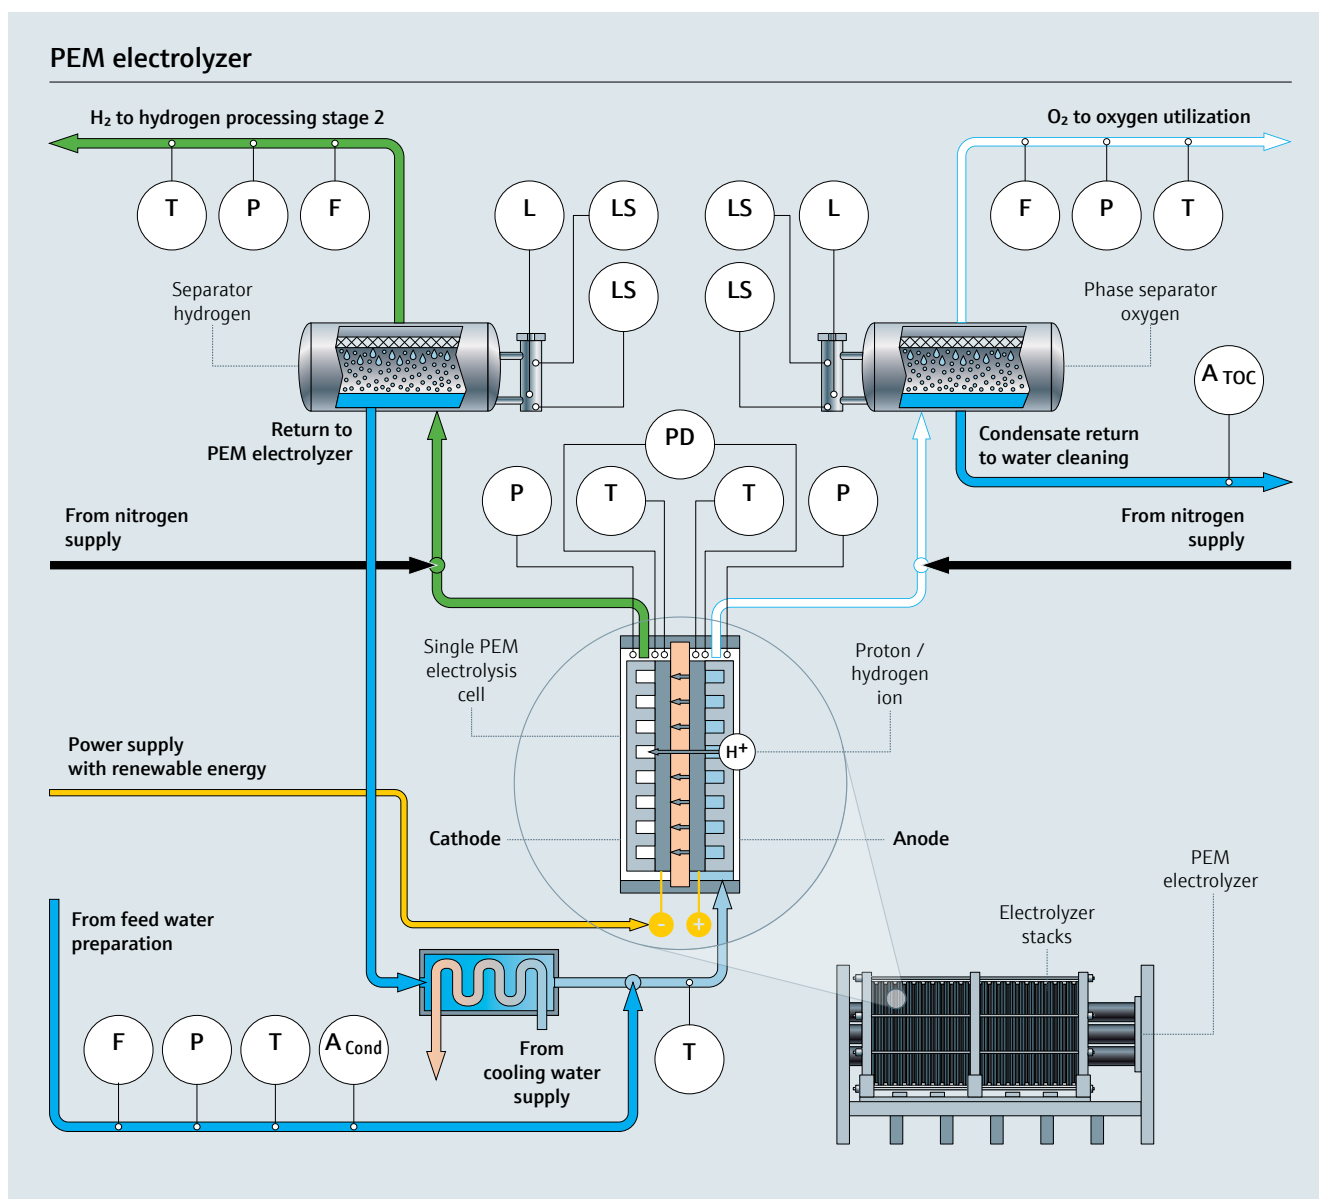 PEM electrolyzer
H₂ to hydrogen processing stage 2
O₂ to oxygen utilization
T
P
F
L
LS
LS
L
F
P
T
LS
LS
Separator
hydrogen
Phase separator
oxygen
A TOC
Return to
PEM electrolyzer
PD
Condensate return
to water cleaning
P
T
T
P
From nitrogen
supply
From nitrogen
supply
Single PEM
electrolysis
cell
Proton /
hydrogen
ion
H+
Power supply
with renewable energy
Cathode
Anode
PEM
electrolyzer
From feed water
preparation
-
+
Electrolyzer
stacks
F
P
T
A Cond
From
cooling water
supply
T